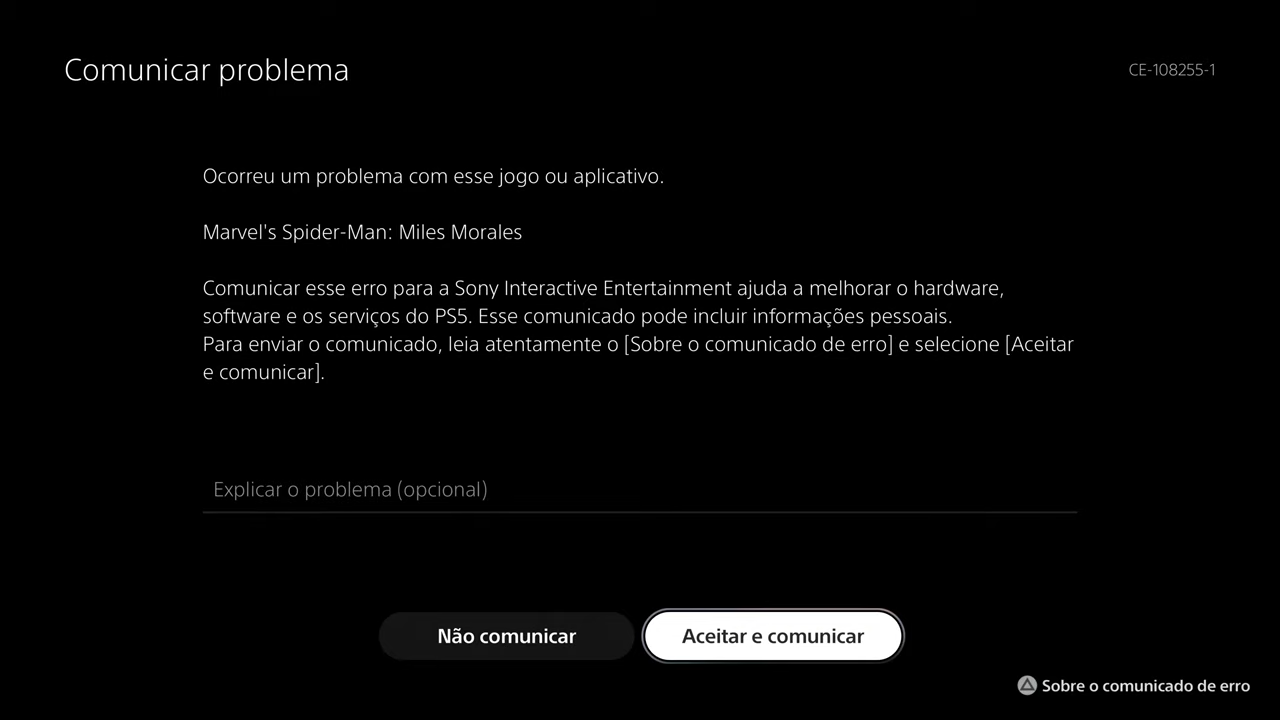 Comunicar problema
CE-108255-1
Ocorreu um problema com esse jogo ou aplicativo.
Marvel's Spider-Man: Miles Morales
Comunicar esse erro para a Sony Interactive Entertainment ajuda a melhorar o hardware,
software e os serviços do PS5. Esse comunicado pode incluir informações pessoais.
Para enviar o comunicado, leia atentamente o [Sobre o comunicado de erro] e selecione [Aceitar
e comunicar].
Explicar o problema (opcional)
Não comunicar
Aceitar e comunicar
Sobre o comunicado de erro